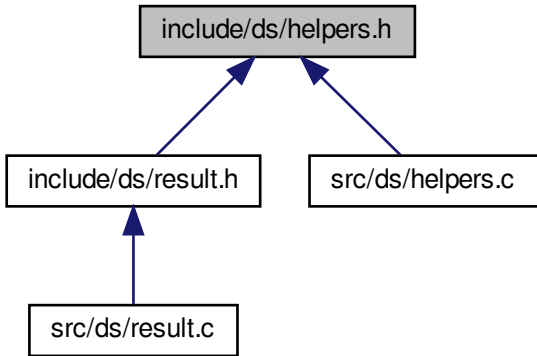 include/ds/helpers.h
include/ds/result.h
src/ds/helpers.c
src/ds/result.c